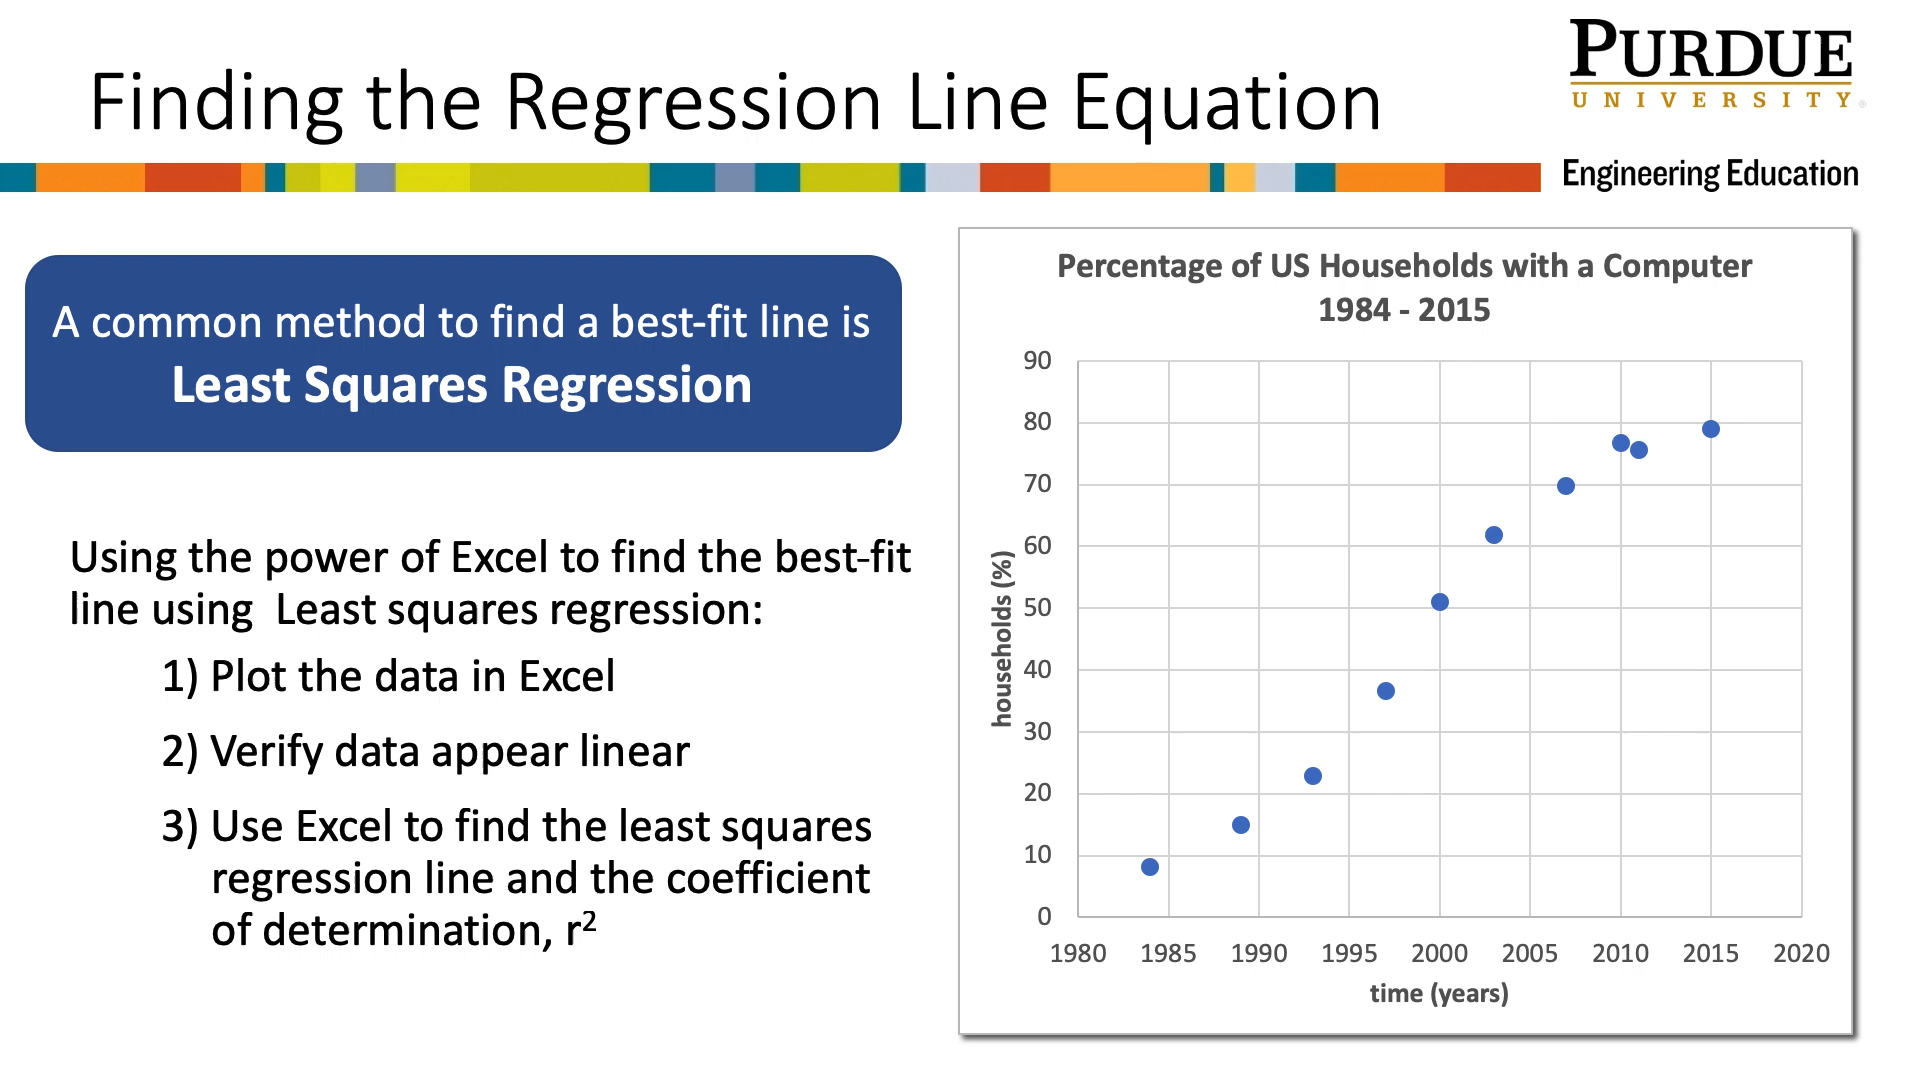 Finding the Regression Line Equation
PURDUE
UNIVERSITY®
Engineering Education
A common method to find a best-fit line is
Least Squares Regression
Using the power of Excel to find the best-fit
line using  Least squares regression:
1) Plot the data in Excel
2) Verify data appear linear
3) Use Excel to find the least squares
regression line and the coefficient
of determination, r²
Percentage of US Households with a Computer
1984 - 2015
90
80
70
60
50
40
30
20
10
0
households (%)
1980 1985 1990 1995 2000 2005 2010 2015 2020
time (years)